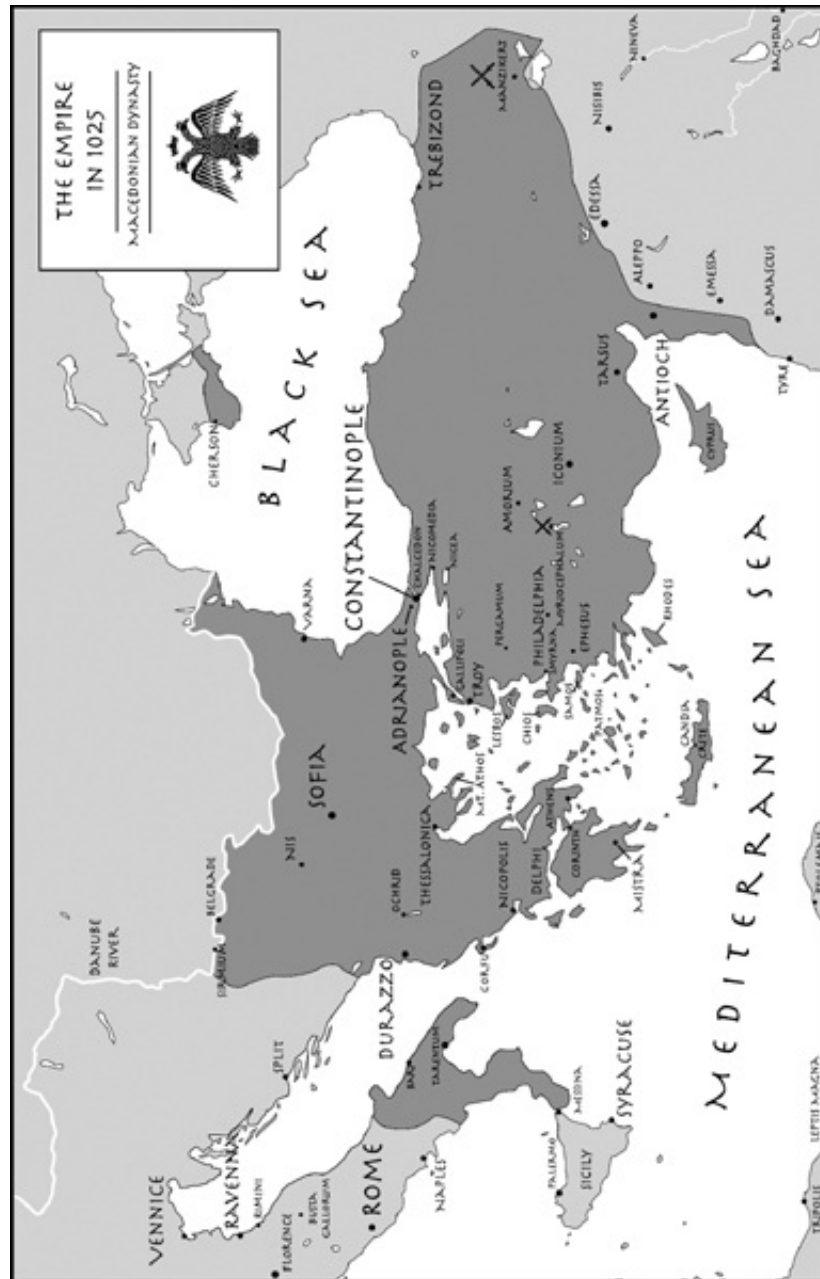 THE EMPIRE
IN 1025
MACEDONIAN DYNASTY
BLACK SEA
CHERSON
TREBIZOND
MANZIKERT
NINEVA
BAGHDAD
NISIBIS
EDESSA
ALEPPO
EMESSA
DAMASCUS
TYRE
ANTIOCH
TARSUS
CYPRUS
ICONIUM
AMORIUM
CONSTANTINOPLE
CHALCEDON
NICOMEDIA
NICEA
VARNA
ADRIANOPLE
GALLIPOLI
TROY
PERGAMUM
PHILADELPHIA
SMYRNA
MYRIOCEPHALUM
EPHESUS
RHODES
LESBOS
CHIOS
SAMOS
PATMOS
CANDIA
CRETE
MT. ATHOS
SOFIA
NIS
BELGRADE
SIRMIUM
DANUBE
RIVER
OCHRID
THESSALONICA
NICOPOLIS
DELPHI
ATHENS
CORINTH
MISTRA
DURAZZO
CORFU
SPLIT
BARI
TARENTUM
MESSINA
SYRACUSE
SICILY
PALERMO
NAPLES
ROME
VENNICE
RAVENNA
RIMINI
FLORENCE
BUSTA
GALLORUM
MEDITERRANEAN SEA
LEPTIS MAGNA
TRIPOLIS